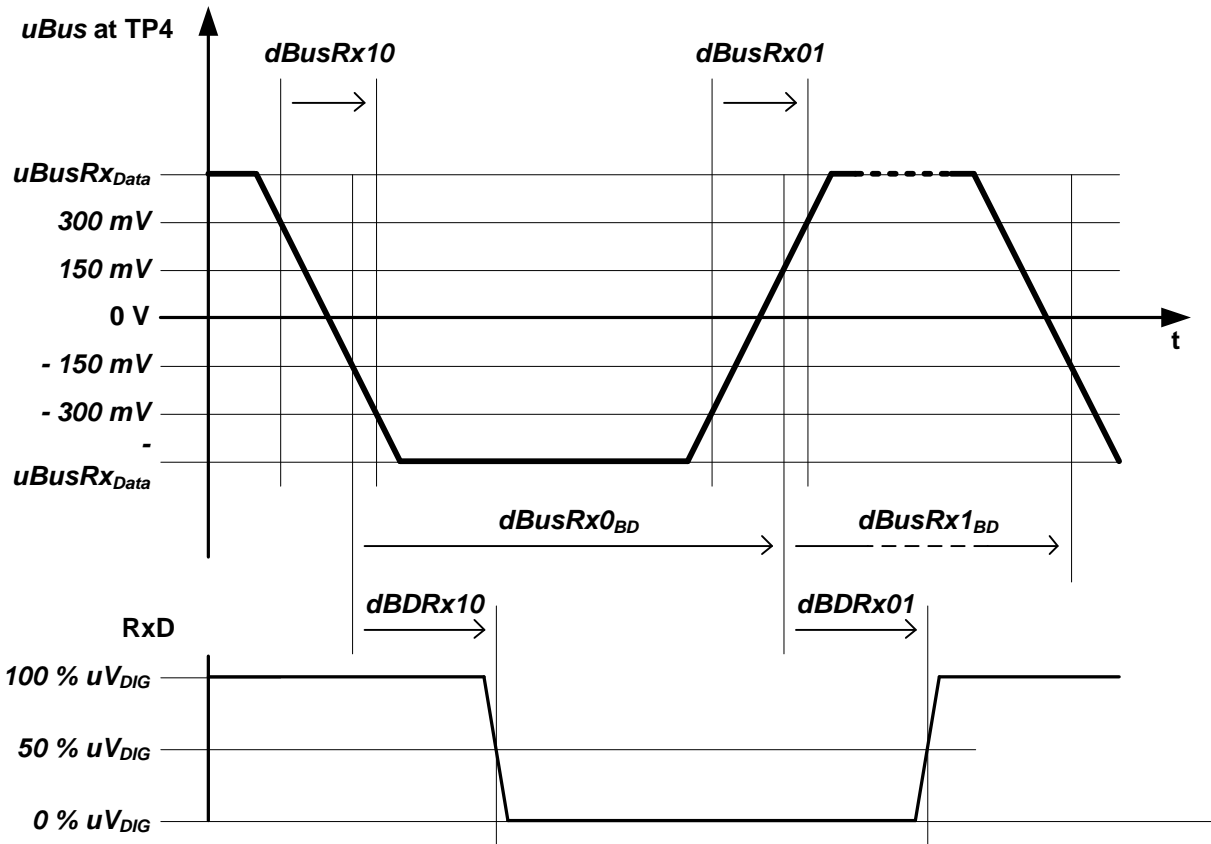 uBus at TP4
dBusRx10
dBusRx01
uBusRxData
300 mV
150 mV
0 V
t
- 150 mV
- 300 mV
-
uBusRxData
dBusRx0BD
dBusRx1BD
dBDRx10
dBDRx01
RxD
100 % uVDIG
50 % uVDIG
0 % uVDIG